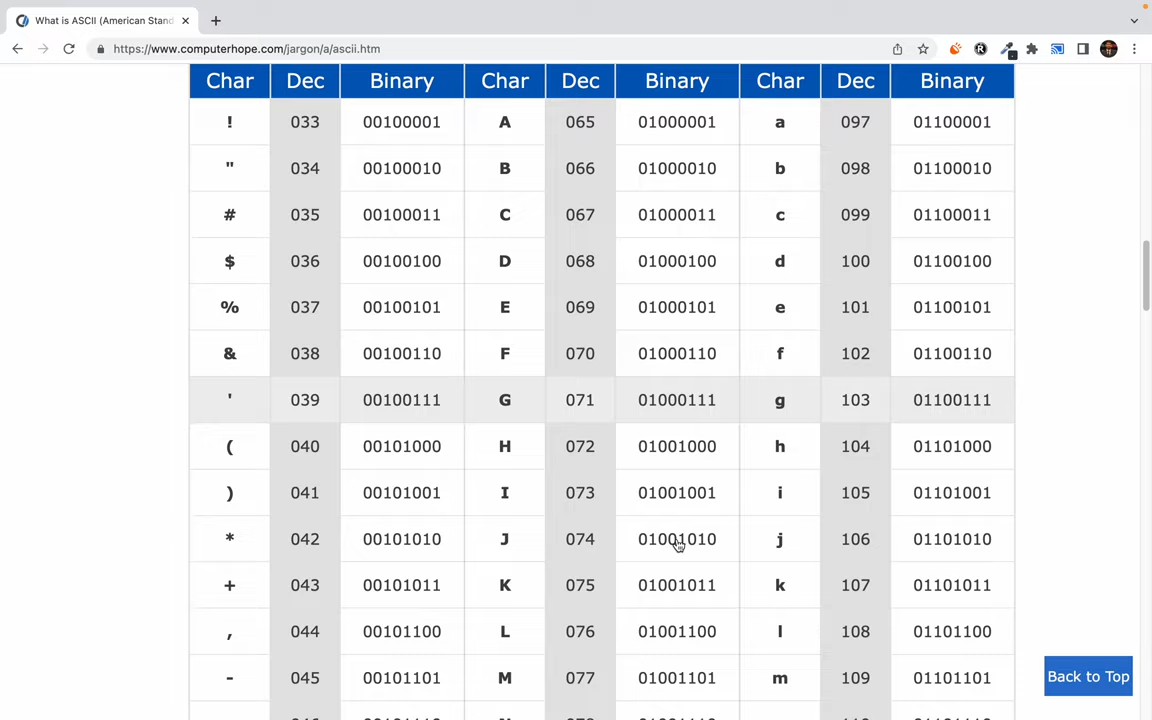 What is ASCII (American Stand
https://www.computerhope.com/jargon/a/ascii.htm
Char Dec Binary Char Dec Binary Char Dec Binary
! 033 00100001 A 065 01000001 a 097 01100001
" 034 00100010 B 066 01000010 b 098 01100010
# 035 00100011 C 067 01000011 c 099 01100011
$ 036 00100100 D 068 01000100 d 100 01100100
% 037 00100101 E 069 01000101 e 101 01100101
& 038 00100110 F 070 01000110 f 102 01100110
' 039 00100111 G 071 01000111 g 103 01100111
( 040 00101000 H 072 01001000 h 104 01101000
) 041 00101001 I 073 01001001 i 105 01101001
* 042 00101010 J 074 01001010 j 106 01101010
+ 043 00101011 K 075 01001011 k 107 01101011
, 044 00101100 L 076 01001100 l 108 01101100
- 045 00101101 M 077 01001101 m 109 01101101
Back to Top